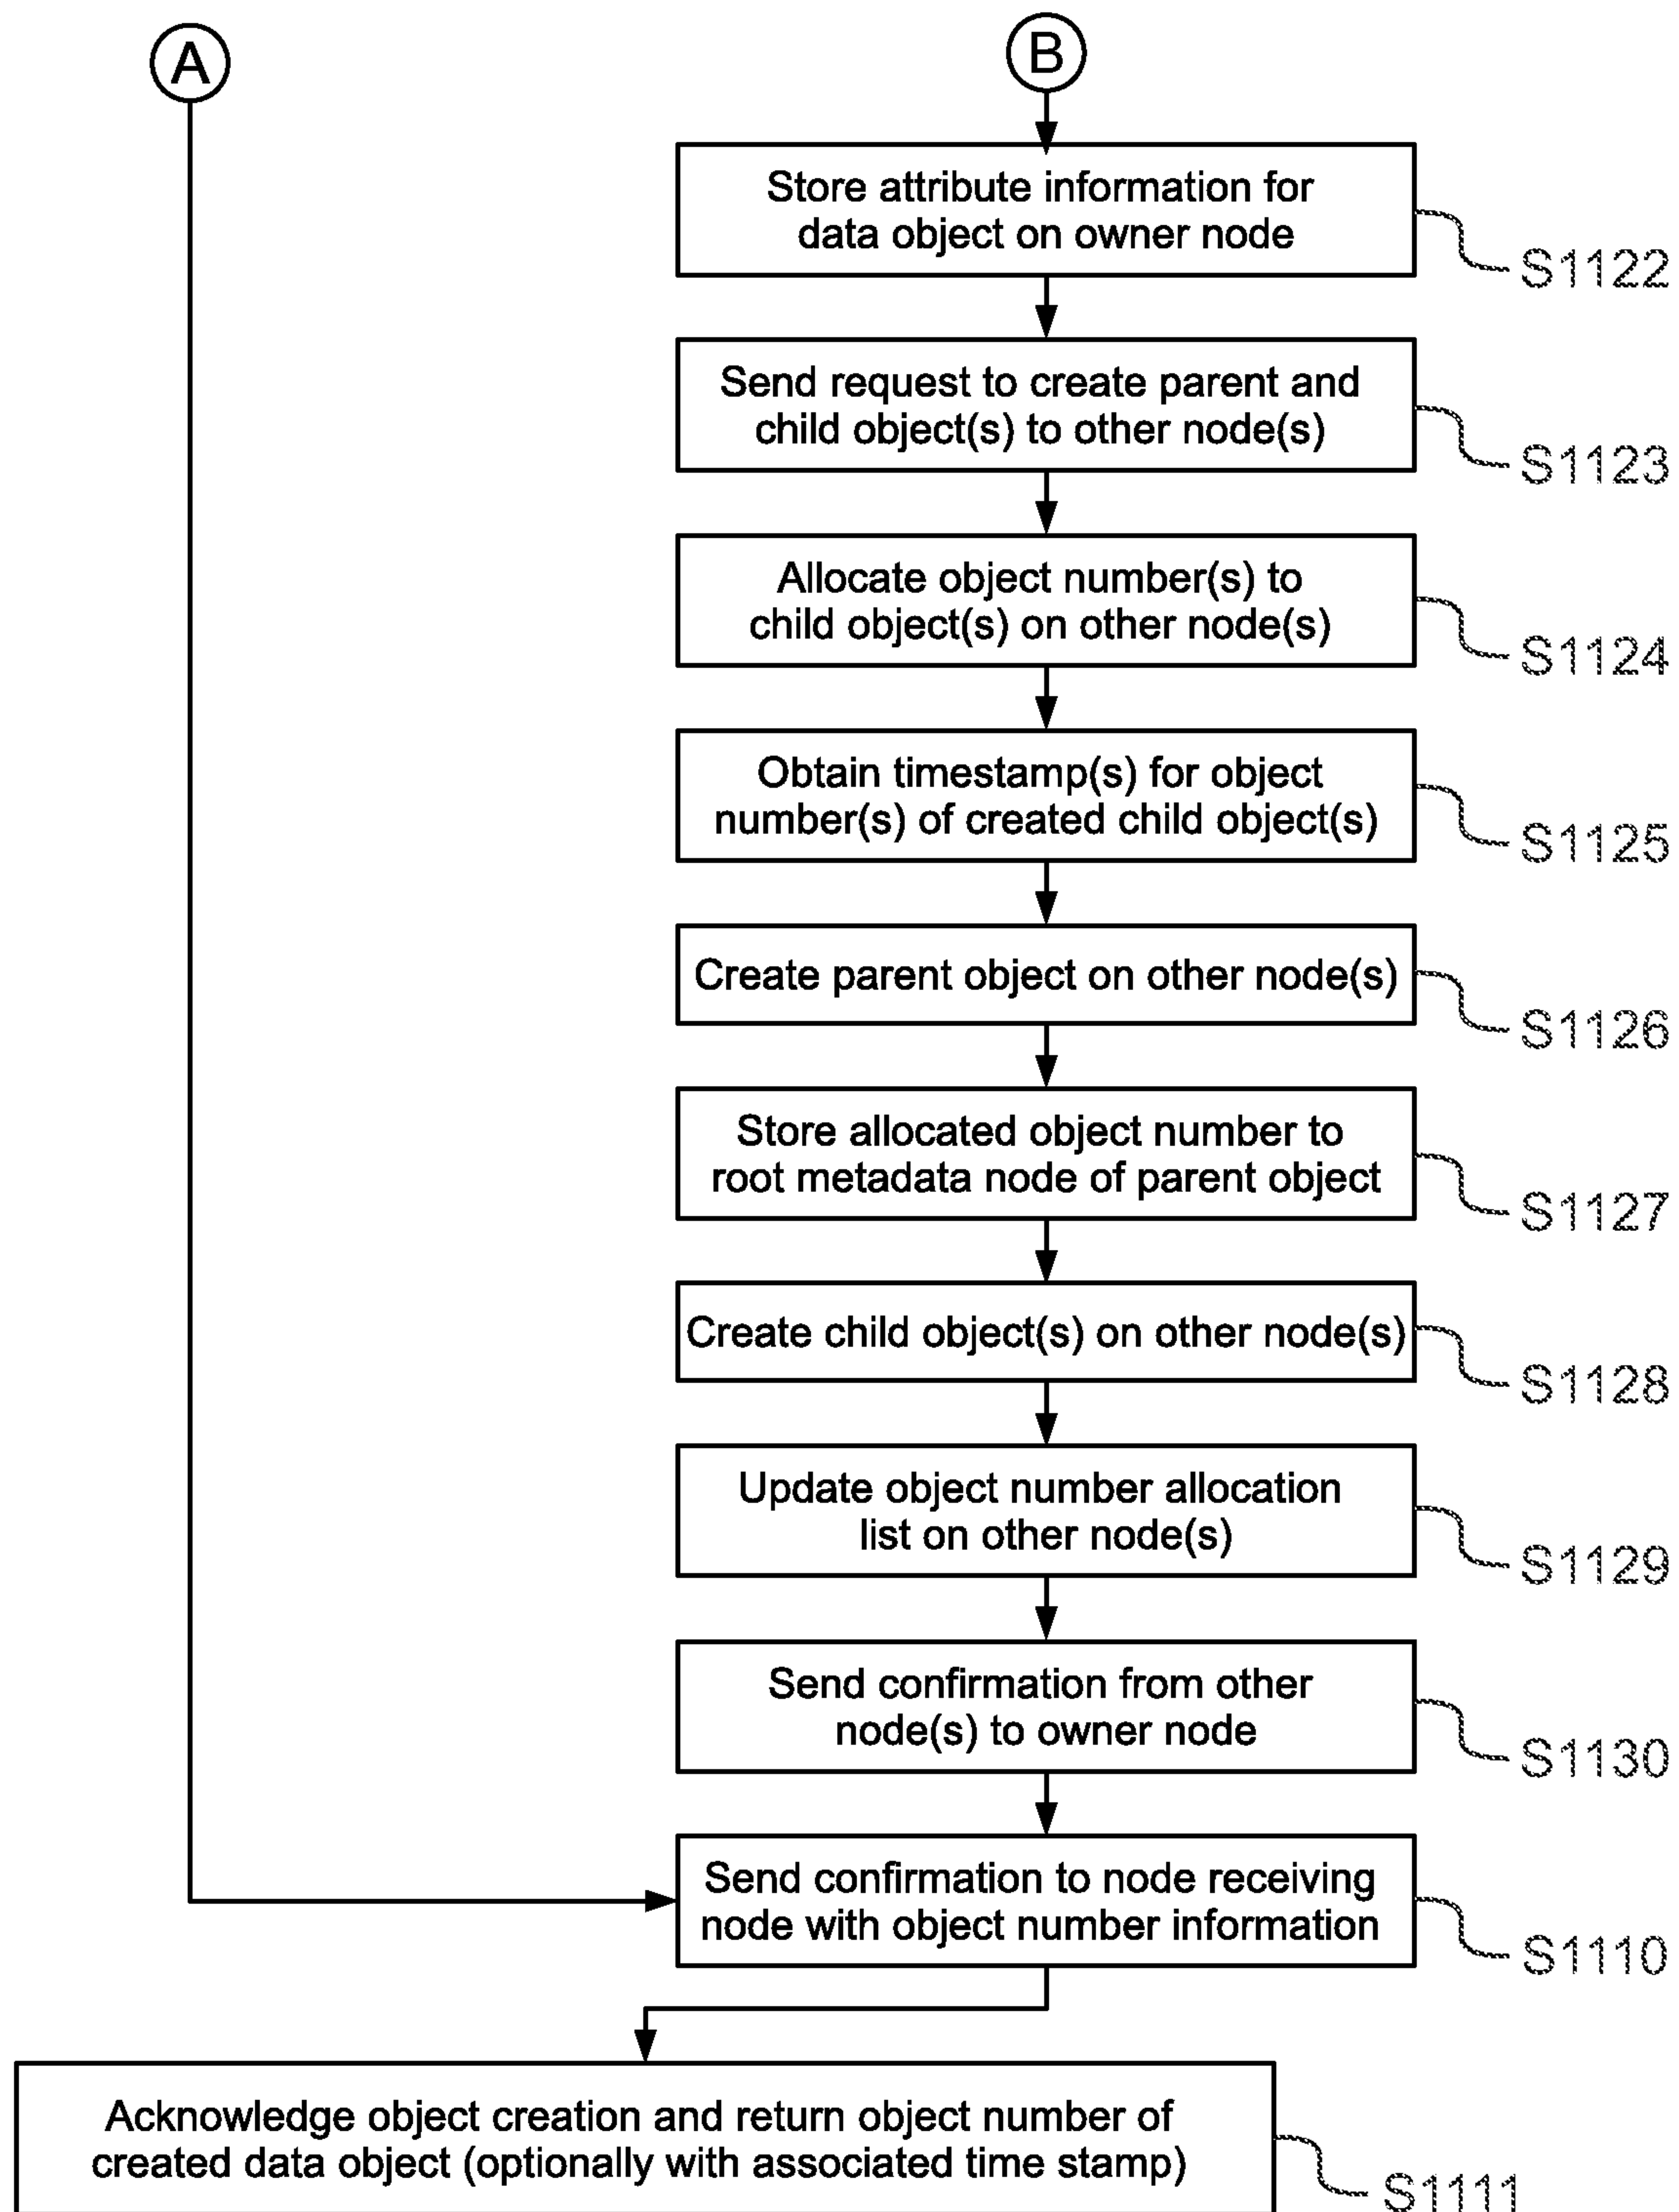 A
B
Store attribute information for
data object on owner node
S1122
Send request to create parent and
child object(s) to other node(s)
S1123
Allocate object number(s) to
child object(s) on other node(s)
S1124
Obtain timestamp(s) for object
number(s) of created child object(s)
S1125
Create parent object on other node(s)
S1126
Store allocated object number to
root metadata node of parent object
S1127
Create child object(s) on other node(s)
S1128
Update object number allocation
list on other node(s)
S1129
Send confirmation from other
node(s) to owner node
S1130
Send confirmation to node receiving
node with object number information
S1110
Acknowledge object creation and return object number of
created data object (optionally with associated time stamp)
S1111